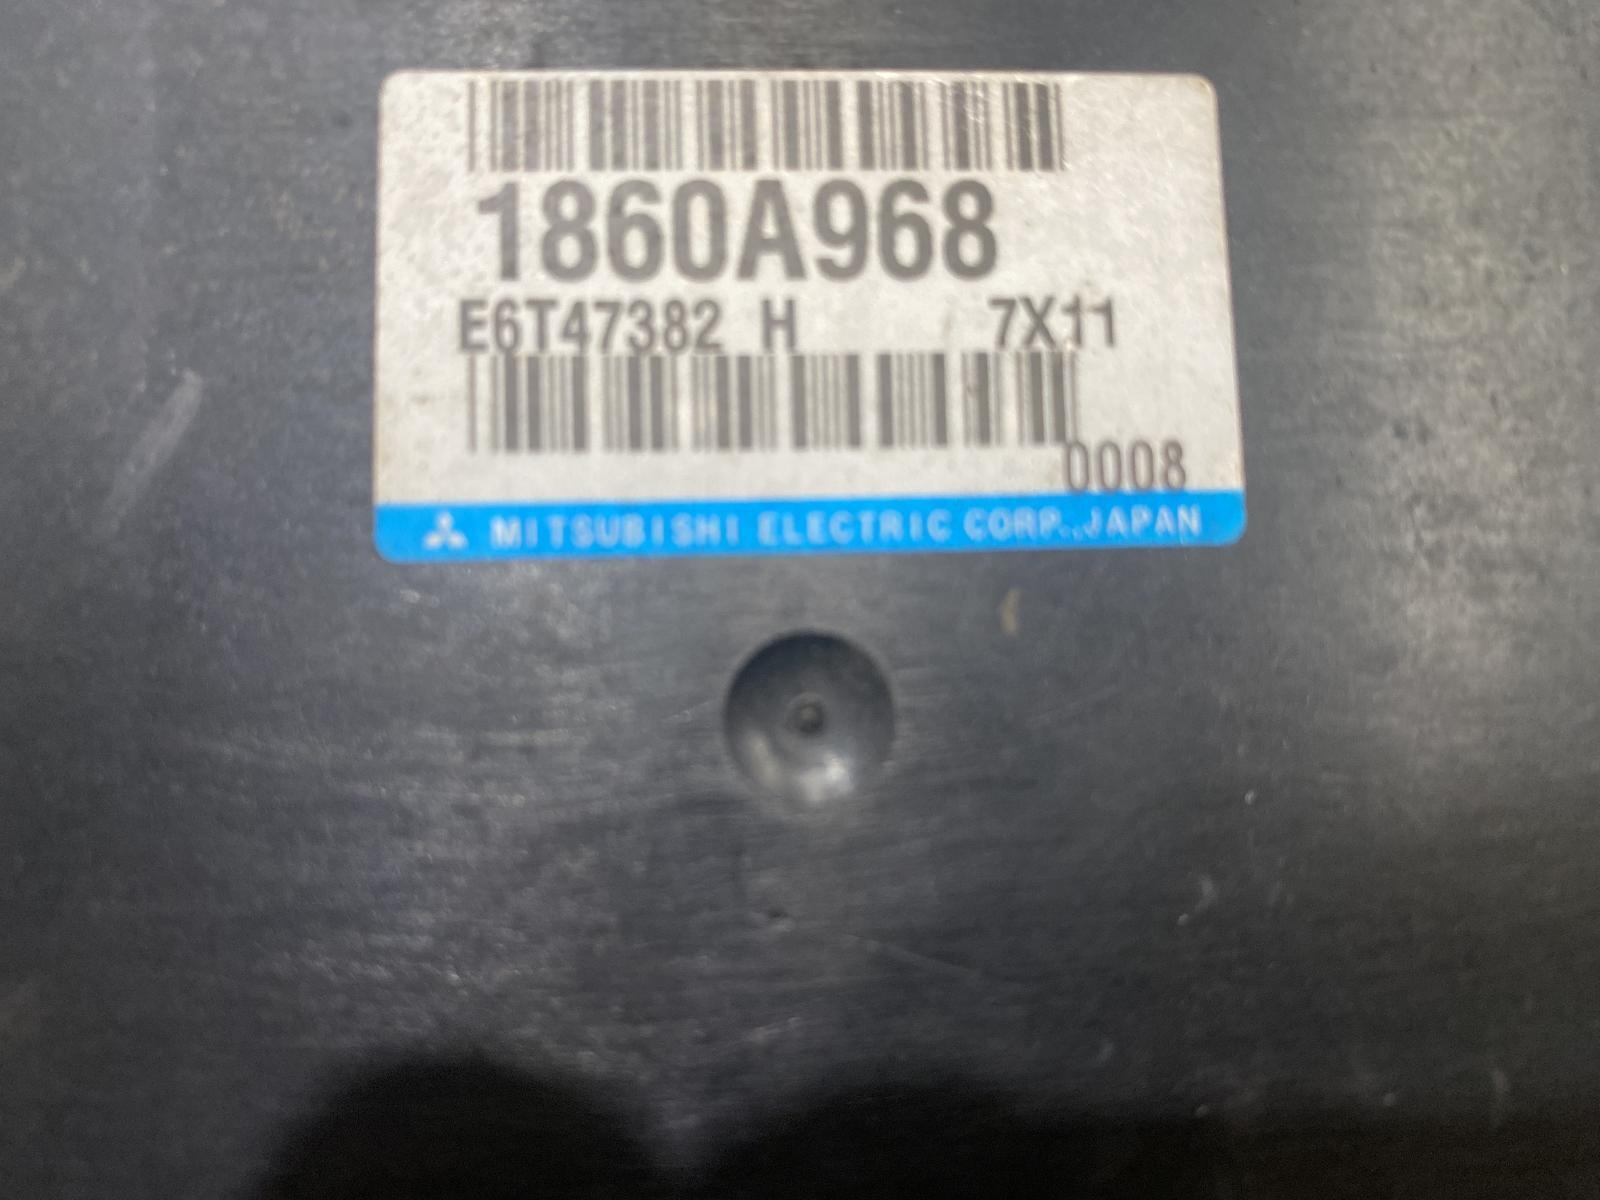 1860A968
E6T47382 H 7X11
0008
MITSUBISHI ELECTRIC CORP., JAPAN